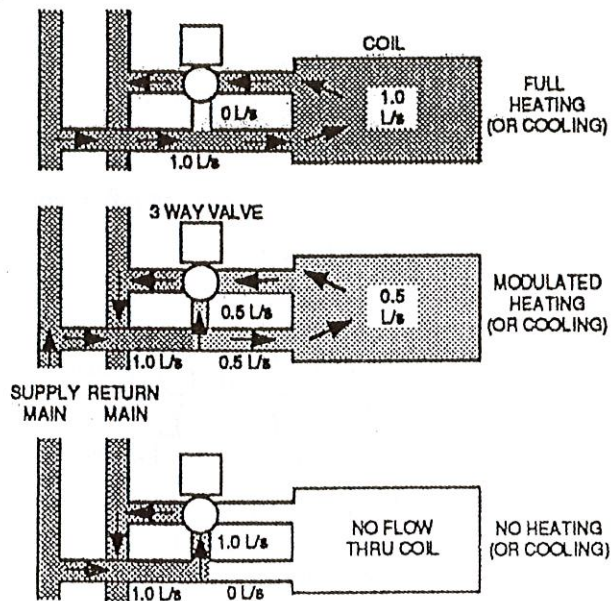 COIL
1.0
L/s
0 L/s
1.0 L/s
FULL
HEATING
(OR COOLING)
3 WAY VALVE
0.5
L/s
0.5 L/s
1.0 L/s
0.5 L/s
MODULATED
HEATING
(OR COOLING)
SUPPLY RETURN
MAIN MAIN
NO FLOW
THRU COIL
1.0 L/s
1.0 L/s
0 L/s
NO HEATING
(OR COOLING)